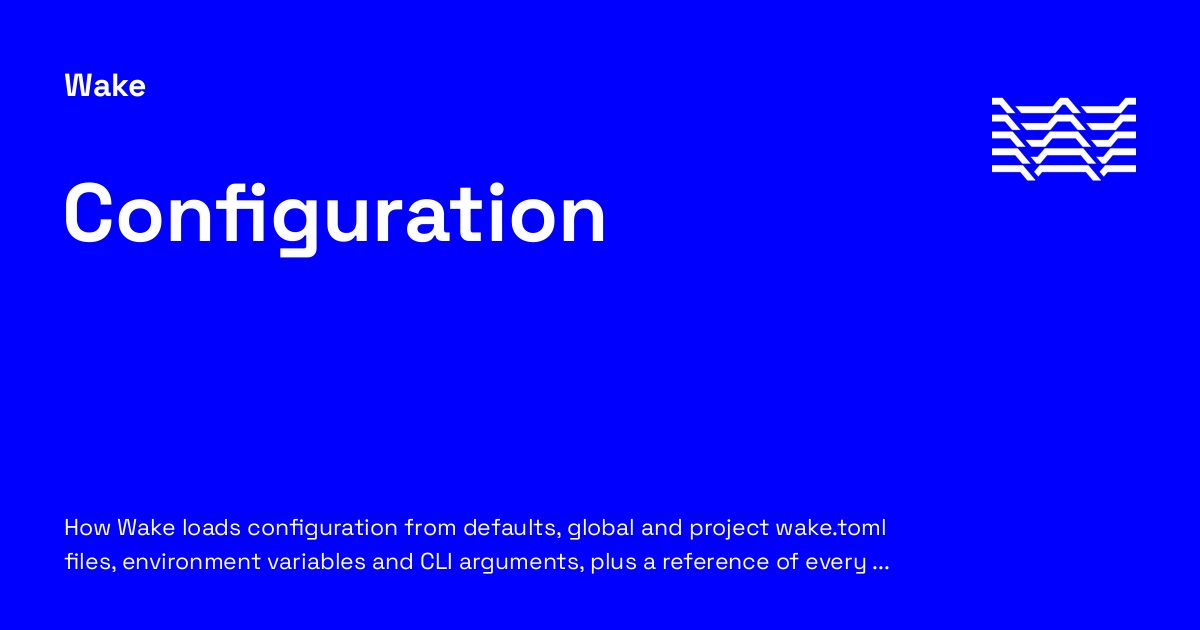 Wake
Configuration
How Wake loads configuration from defaults, global and project wake.toml
files, environment variables and CLI arguments, plus a reference of every ...